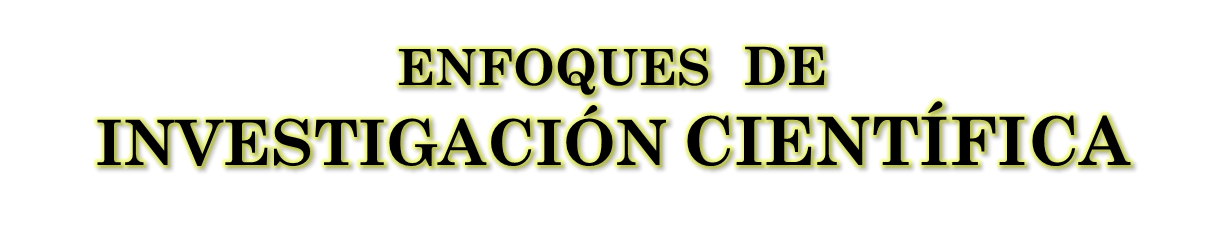 ENFOQUES DE
INVESTIGACIÓN CIENTÍFICA